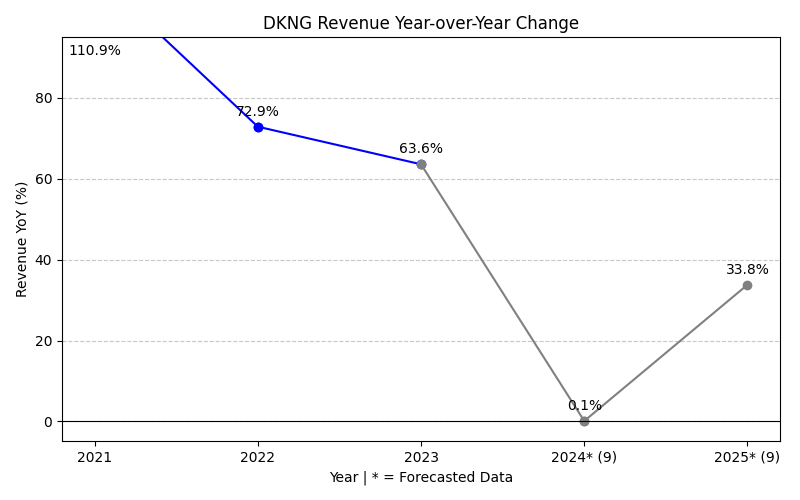 DKNG Revenue Year-over-Year Change
110.9%
72.9%
63.6%
0.1%
33.8%
80
60
40
20
0
Revenue YoY (%)
2021 2022 2023 2024* (9) 2025* (9)
Year | * = Forecasted Data